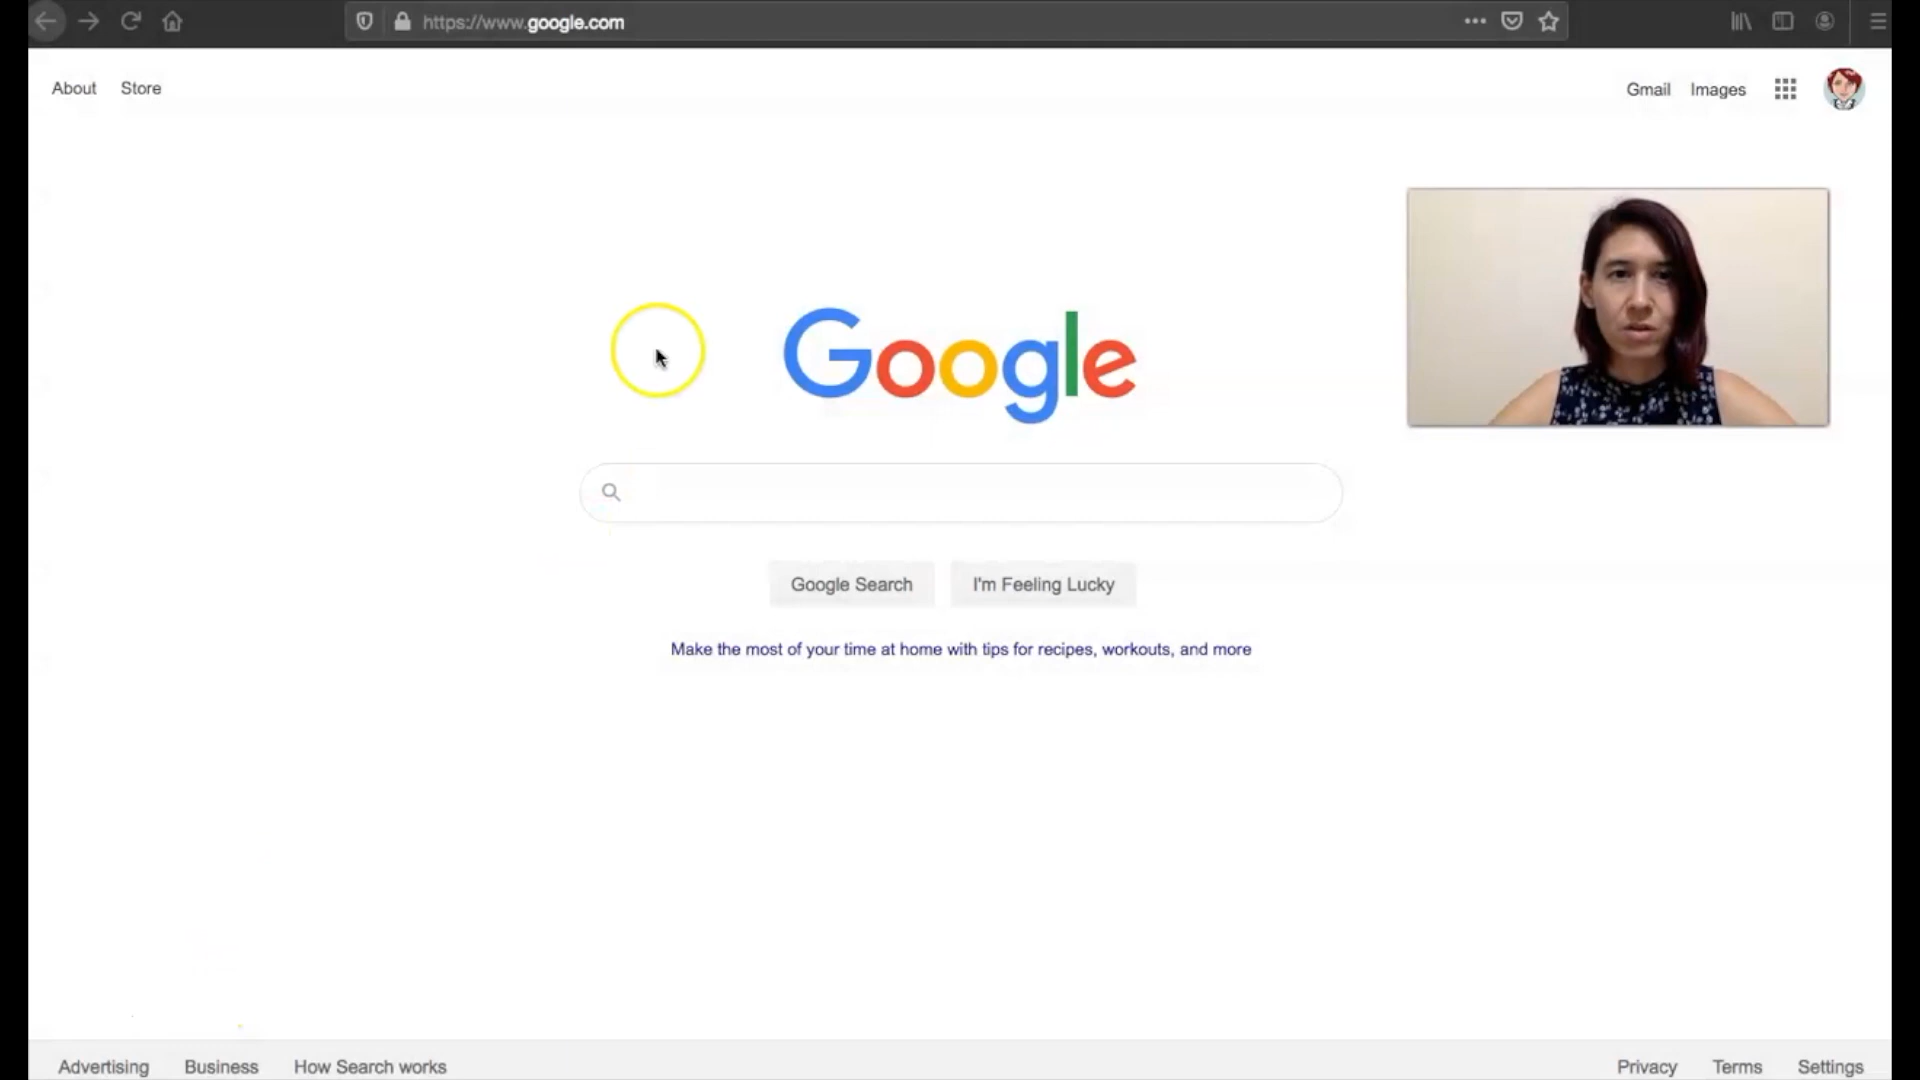 https://www.google.com
About Store
Gmail Images
Google
Google Search I'm Feeling Lucky
Make the most of your time at home with tips for recipes, workouts, and more
Advertising Business How Search works
Privacy Terms Settings